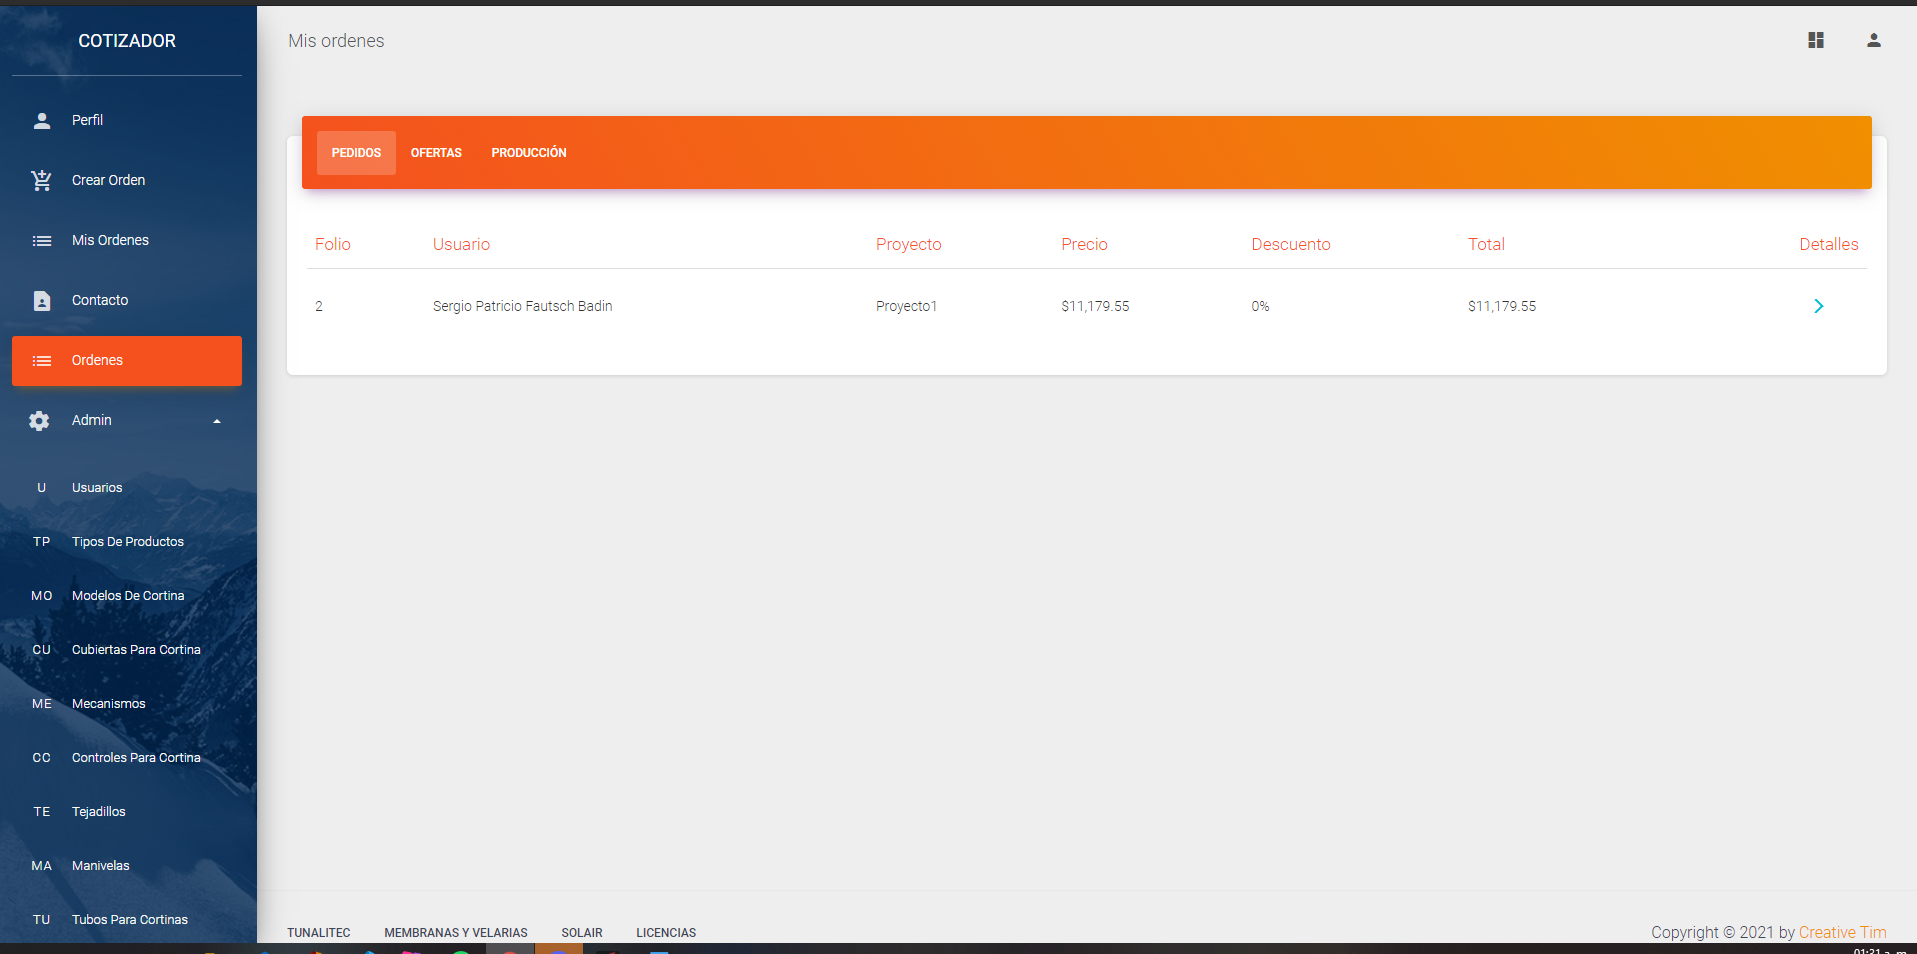 COTIZADOR
Perfil
Crear Orden
Mis Ordenes
Contacto
Ordenes
Admin
U Usuarios
TP Tipos De Productos
MO Modelos De Cortina
CU Cubiertas Para Cortina
ME Mecanismos
CC Controles Para Cortina
TE Tejadillos
MA Manivelas
TU Tubos Para Cortinas
Mis ordenes
PEDIDOS OFERTAS PRODUCCIÓN
Folio Usuario Proyecto Precio Descuento Total Detalles
2 Sergio Patricio Fautsch Badin Proyecto1 $11,179.55 0% $11,179.55
TUNALITEC MEMBRANAS Y VELARIAS SOLAIR LICENCIAS
Copyright © 2021 by Creative Tim